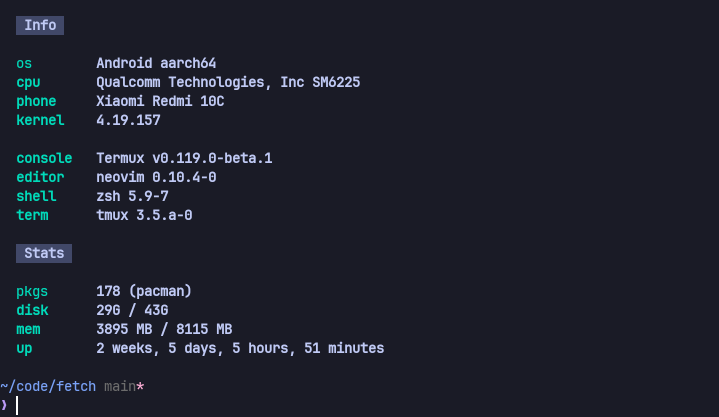 Info
os Android aarch64
cpu Qualcomm Technologies, Inc SM6225
phone Xiaomi Redmi 10C
kernel 4.19.157
console Termux v0.119.0-beta.1
editor neovim 0.10.4-0
shell zsh 5.9-7
term tmux 3.5.a-0
Stats
pkgs 178 (pacman)
disk 29G / 43G
mem 3895 MB / 8115 MB
up 2 weeks, 5 days, 5 hours, 51 minutes
~/code/fetch main*
❯